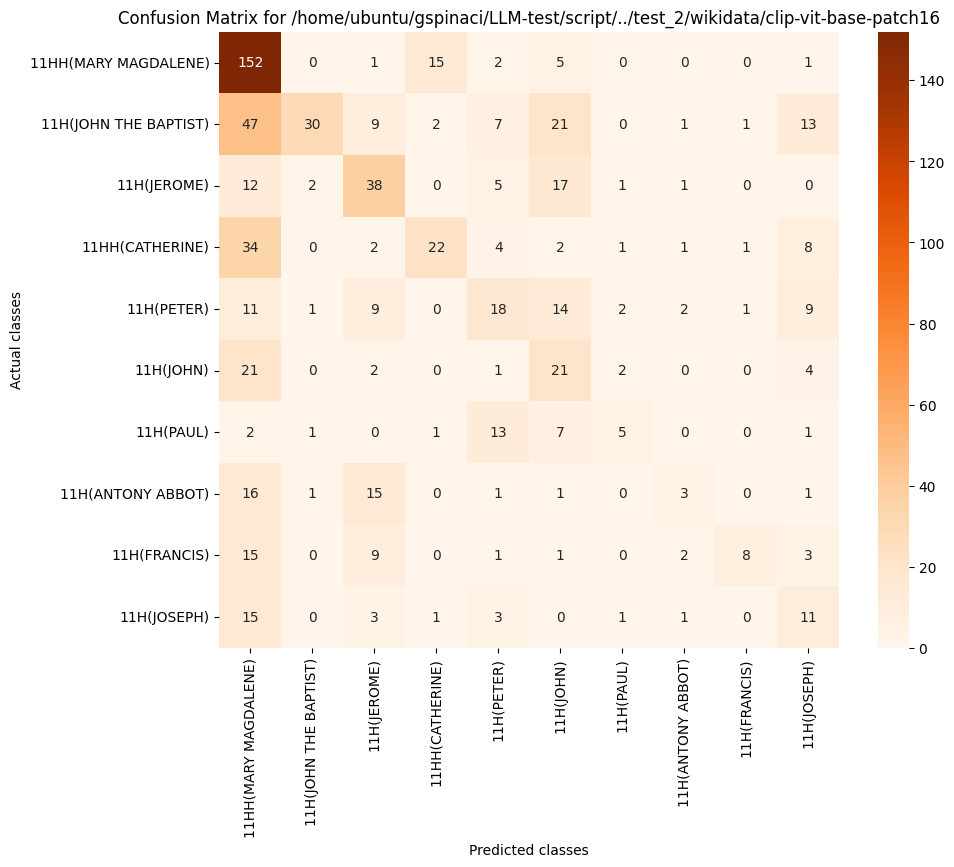 Confusion Matrix for /home/ubuntu/gspinaci/LLM-test/script/../test_2/wikidata/clip-vit-base-patch16
Actual classes
11HH(MARY MAGDALENE) 152 0 1 15 2 5 0 0 0 1
11H(JOHN THE BAPTIST) 47 30 9 2 7 21 0 1 1 13
11H(JEROME) 12 2 38 0 5 17 1 1 0 0
11HH(CATHERINE) 34 0 2 22 4 2 1 1 1 8
11H(PETER) 11 1 9 0 18 14 2 2 1 9
11H(JOHN) 21 0 2 0 1 21 2 0 0 4
11H(PAUL) 2 1 0 1 13 7 5 0 0 1
11H(ANTONY ABBOT) 16 1 15 0 1 1 0 3 0 1
11H(FRANCIS) 15 0 9 0 1 1 0 2 8 3
11H(JOSEPH) 15 0 3 1 3 0 1 1 0 11
11HH(MARY MAGDALENE)
11H(JOHN THE BAPTIST)
11H(JEROME)
11HH(CATHERINE)
11H(PETER)
11H(JOHN)
11H(PAUL)
11H(ANTONY ABBOT)
11H(FRANCIS)
11H(JOSEPH)
Predicted classes
140
120
100
80
60
40
20
0